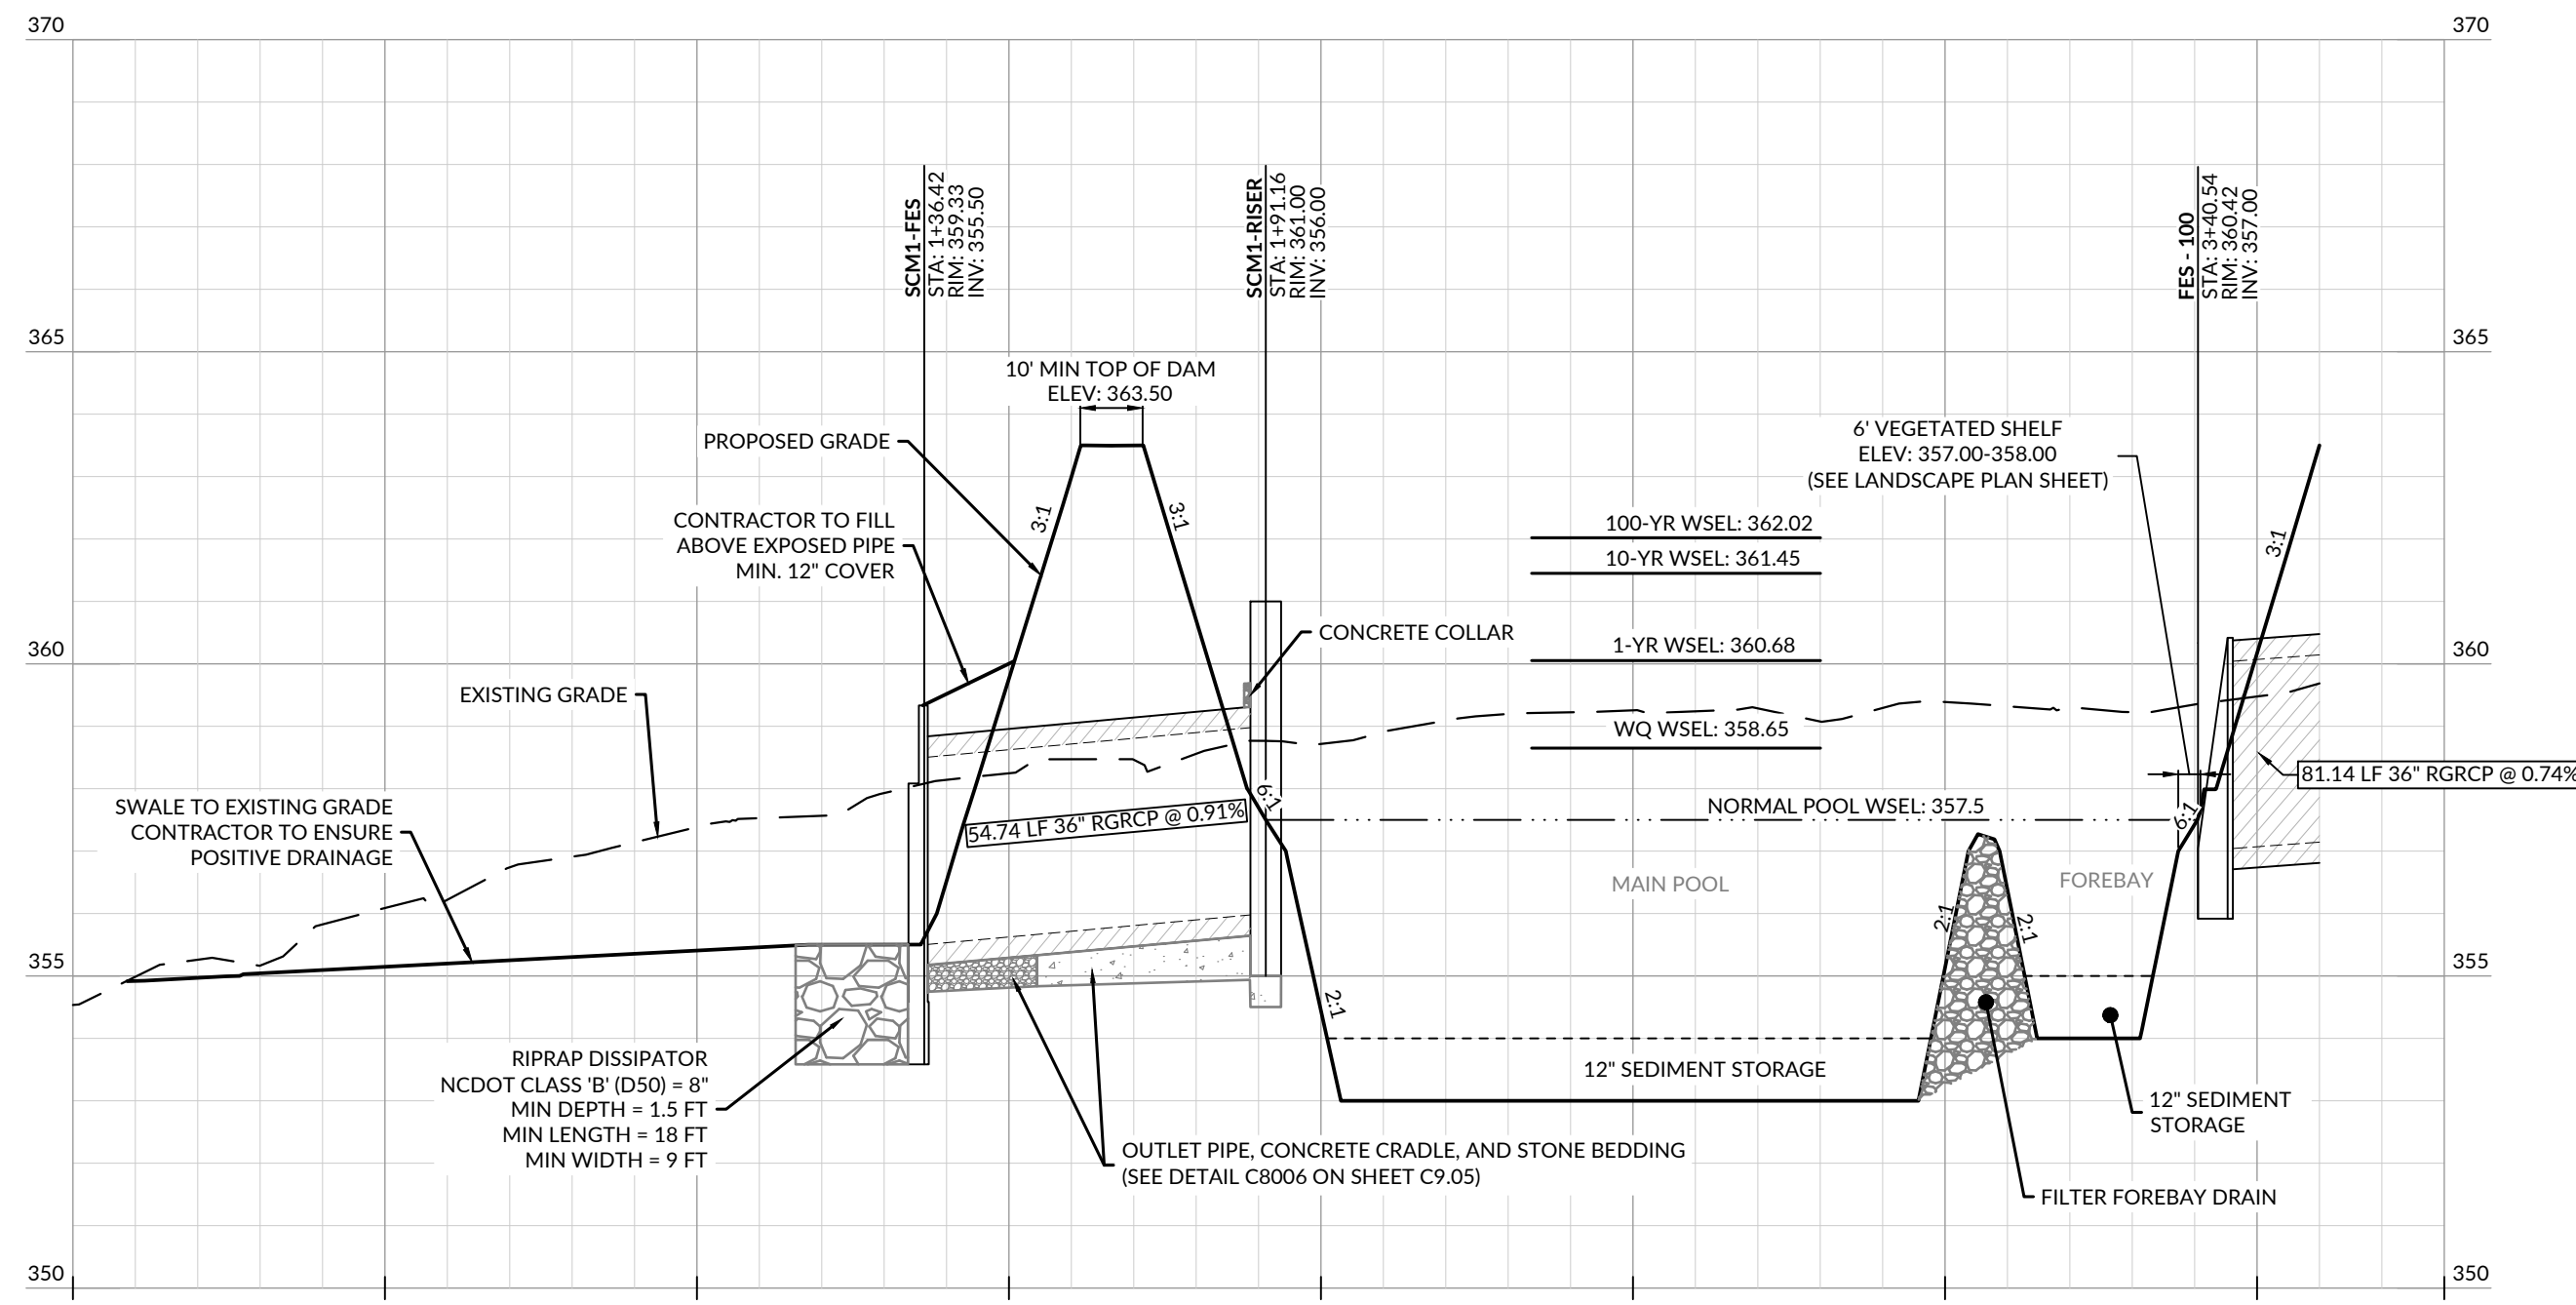 370
370
SCM1-FES
STA: 1+36.42
RIM: 359.33
INV: 355.50
SCM1-RISER
STA: 1+91.16
RIM: 361.00
INV: 356.00
FES - 100
STA: 3+40.54
RIM: 360.42
INV: 357.00
365
365
10' MIN TOP OF DAM
ELEV: 363.50
PROPOSED GRADE
6' VEGETATED SHELF
ELEV: 357.00-358.00
(SEE LANDSCAPE PLAN SHEET)
3:1
3:1
3:1
CONTRACTOR TO FILL
ABOVE EXPOSED PIPE
MIN. 12" COVER
100-YR WSEL: 362.02
10-YR WSEL: 361.45
CONCRETE COLLAR
1-YR WSEL: 360.68
360
360
EXISTING GRADE
WQ WSEL: 358.65
81.14 LF 36" RGRCP @ 0.74%
SWALE TO EXISTING GRADE
CONTRACTOR TO ENSURE
POSITIVE DRAINAGE
54.74 LF 36" RGRCP @ 0.91%
6:1
NORMAL POOL WSEL: 357.5
6:1
MAIN POOL
FOREBAY
2:1
2:1
355
355
2:1
RIPRAP DISSIPATOR
NCDOT CLASS 'B' (D50) = 8"
MIN DEPTH = 1.5 FT
MIN LENGTH = 18 FT
MIN WIDTH = 9 FT
12" SEDIMENT STORAGE
12" SEDIMENT
STORAGE
OUTLET PIPE, CONCRETE CRADLE, AND STONE BEDDING
(SEE DETAIL C8006 ON SHEET C9.05)
FILTER FOREBAY DRAIN
350
350